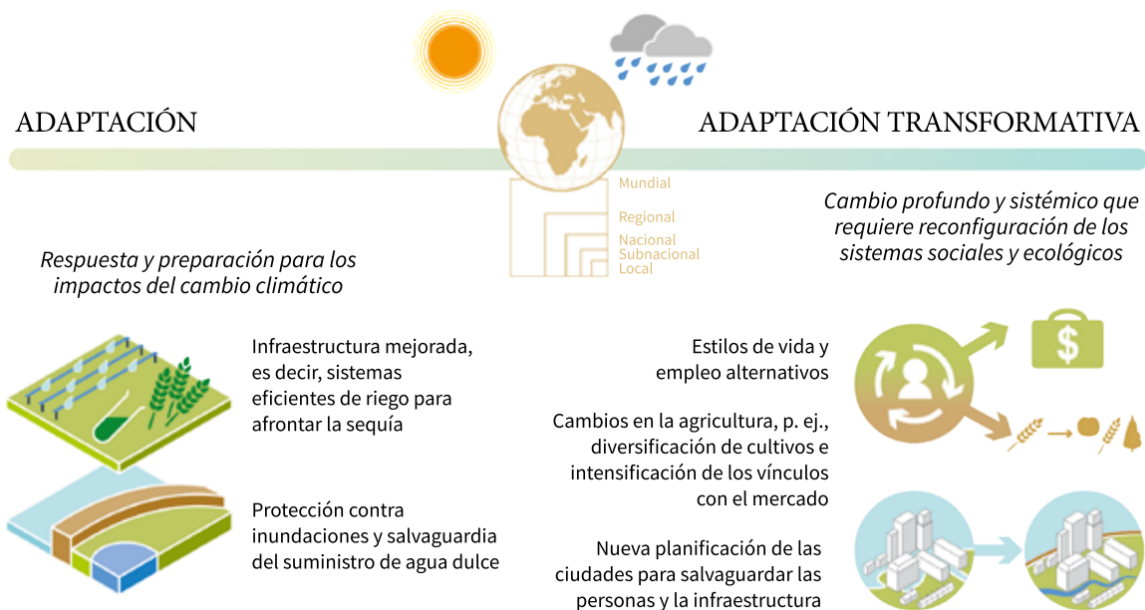 ADAPTACIÓN
ADAPTACIÓN TRANSFORMATIVA
Mundial
Regional
Nacional
Subnacional
Local
Respuesta y preparación para los
impactos del cambio climático
Infraestructura mejorada,
es decir, sistemas
eficientes de riego para
afrontar la sequía
Protección contra
inundaciones y salvaguardia
del suministro de agua dulce
Cambio profundo y sistémico que
requiere reconfiguración de los
sistemas sociales y ecológicos
Estilos de vida y
empleo alternativos
$
Cambios en la agricultura, p. ej.,
diversificación de cultivos e
intensificación de los vínculos
con el mercado
Nueva planificación de las
ciudades para salvaguardar las
personas y la infraestructura